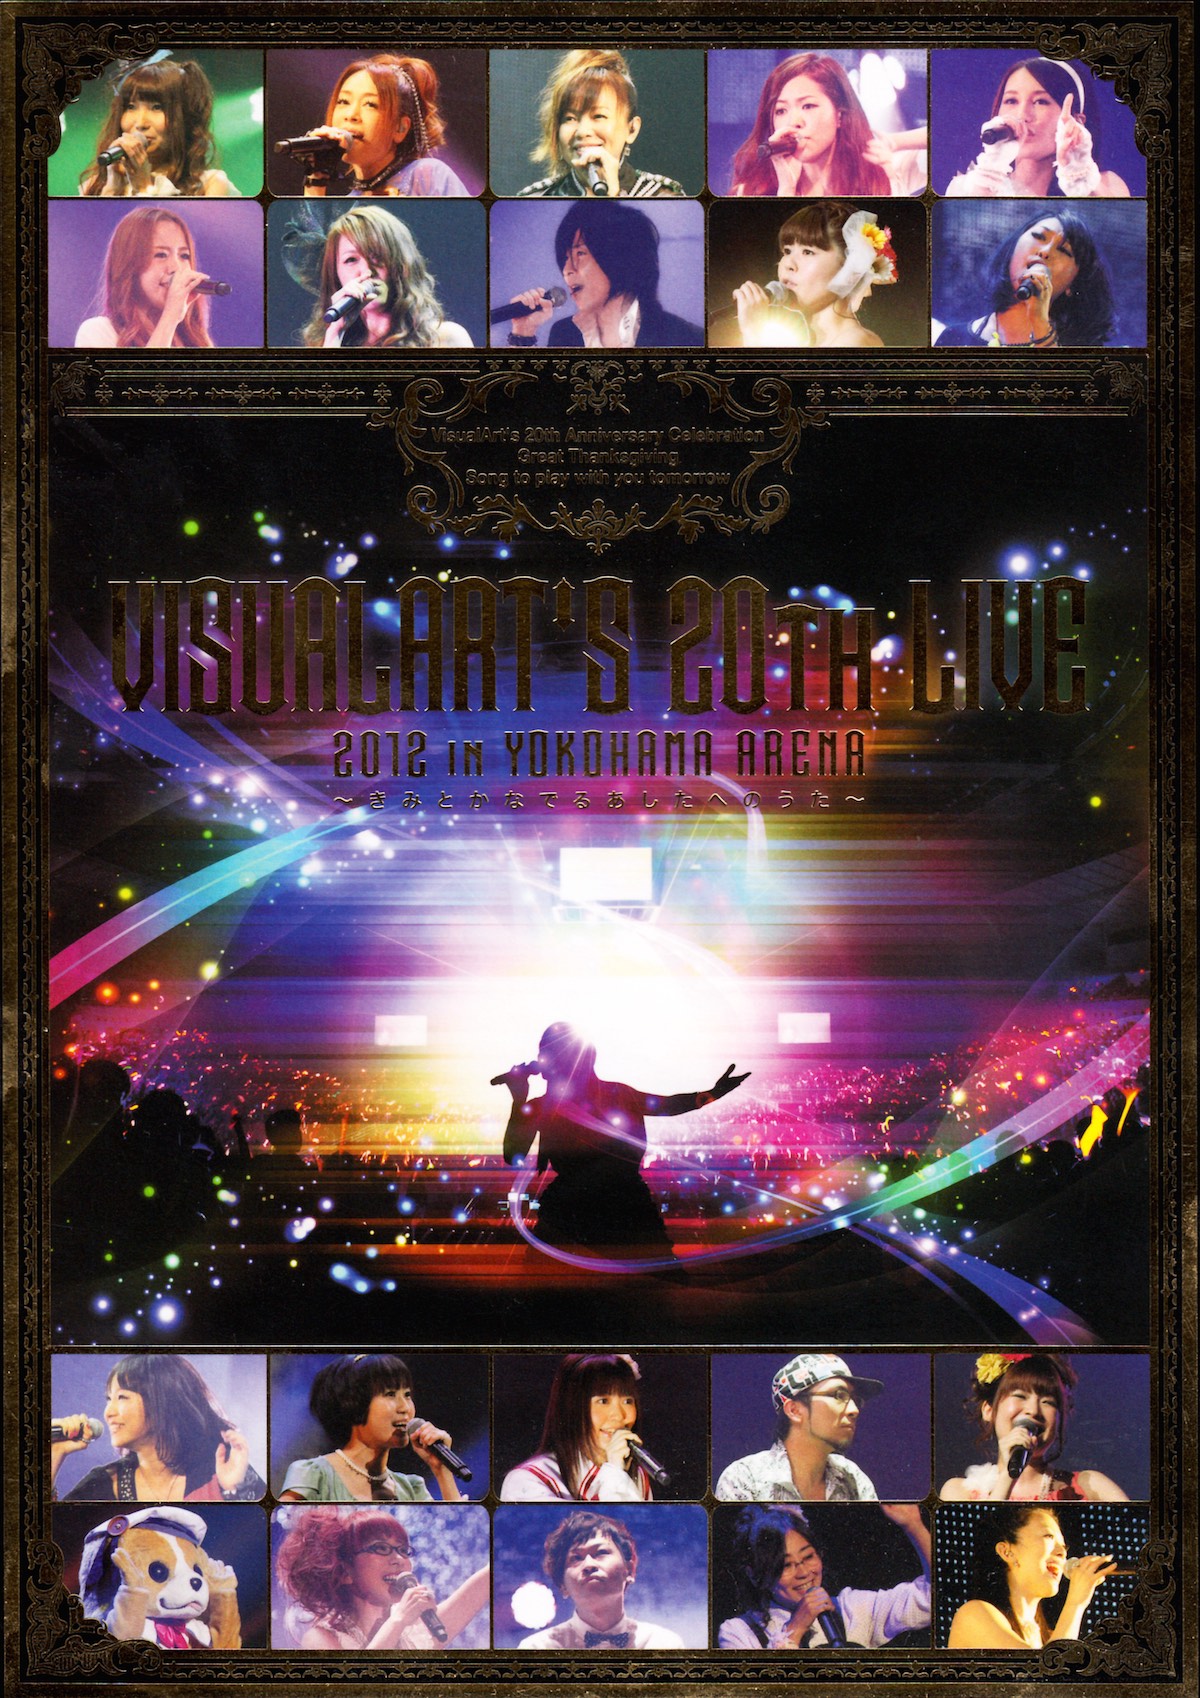 VisualArt's 20th Anniversary Celebration
Great Thanksgiving
Song to play with you tomorrow
VISUALART'S 20TH LIVE
2012 IN YOKOHAMA ARENA
～きみとかなでるあしたへのうた～